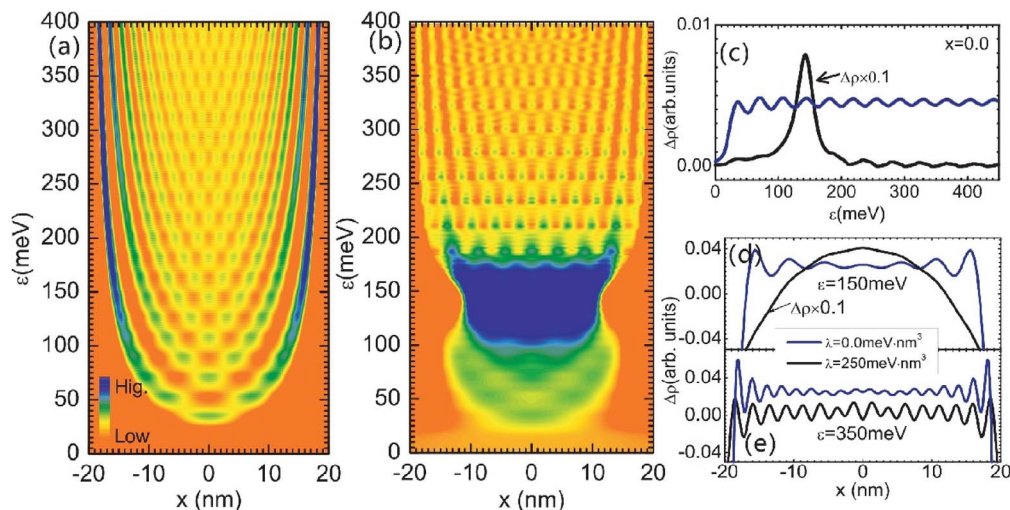 (a)
400
350
300
250
200
150
100
50
0
ε(meV)
Hig.
Low
-20 -10 0 10 20
x (nm)
(b)
400
350
300
250
200
150
100
50
0
ε(meV)
-20 -10 0 10 20
x (nm)
(c)
x=0.0
Δρ×0.1
0.01
0.00
Δρ(arb.units)
0 100 200 300 400
ε(meV)
(d)
0.04
0.00
-0.04
ε=150meV
Δρ×0.1
λ=0.0meV·nm³
λ=250meV·nm³
Δρ(arb. units)
0.04
0.00
-0.04
ε=350meV
(e)
-20 -10 0 10 20
x (nm)